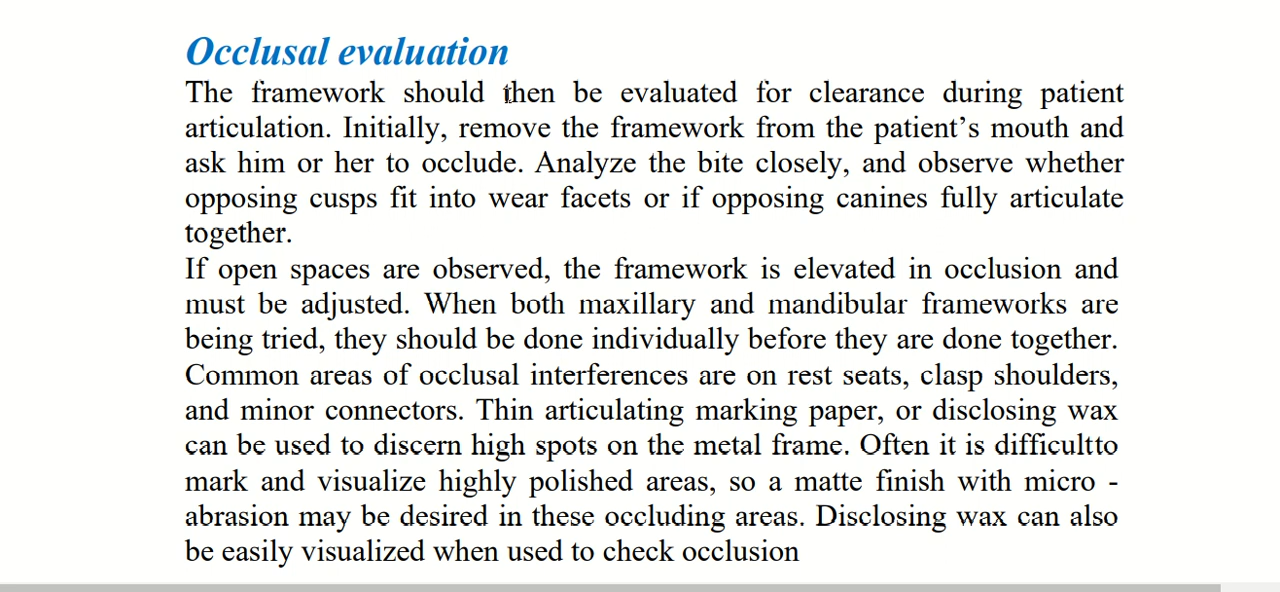 Occlusal evaluation
The framework should then be evaluated for clearance during patient
articulation. Initially, remove the framework from the patient’s mouth and
ask him or her to occlude. Analyze the bite closely, and observe whether
opposing cusps fit into wear facets or if opposing canines fully articulate
together.
If open spaces are observed, the framework is elevated in occlusion and
must be adjusted. When both maxillary and mandibular frameworks are
being tried, they should be done individually before they are done together.
Common areas of occlusal interferences are on rest seats, clasp shoulders,
and minor connectors. Thin articulating marking paper, or disclosing wax
can be used to discern high spots on the metal frame. Often it is difficultto
mark and visualize highly polished areas, so a matte finish with micro -
abrasion may be desired in these occluding areas. Disclosing wax can also
be easily visualized when used to check occlusion